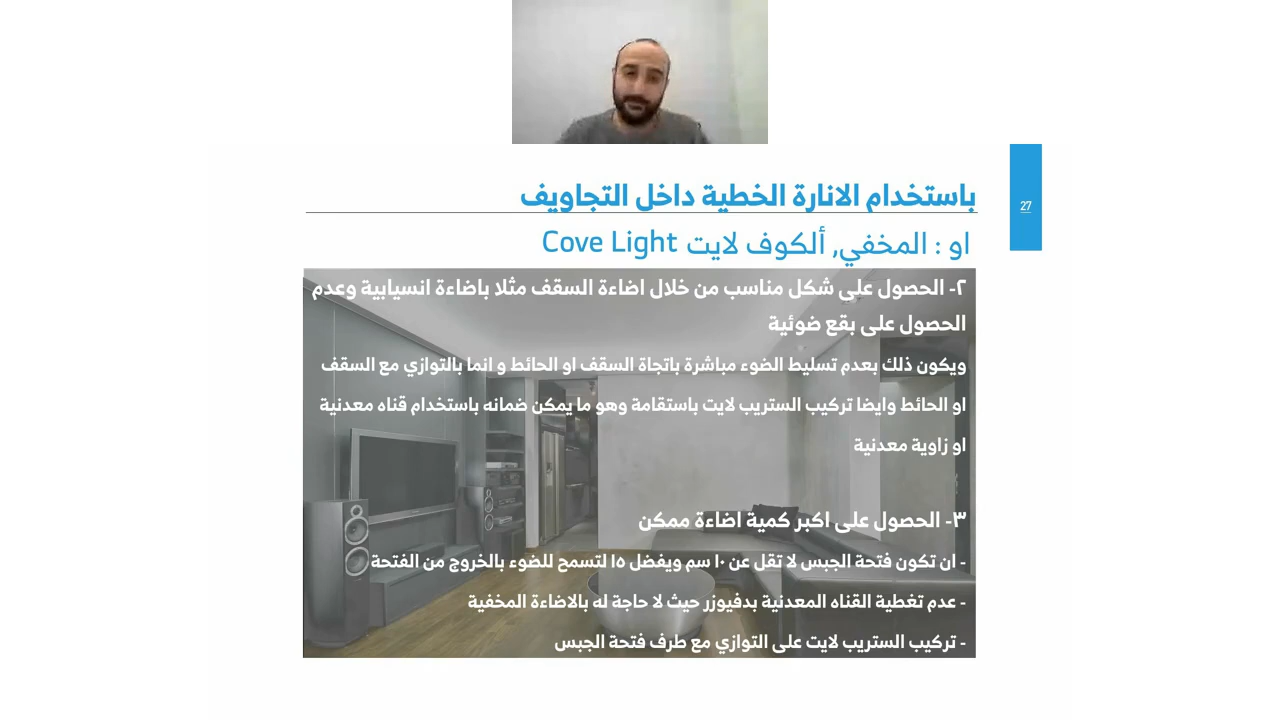 27
باستخدام الانارة الخطية داخل التجاويف
او : المخفي, ألكوف لايت Cove Light
٢- الحصول على شكل مناسب من خلال اضاءة السقف مثلا باضاءة انسيابية وعدم
الحصول على بقع ضوئية
ويكون ذلك بعدم تسليط الضوء مباشرة باتجاة السقف او الحائط و انما بالتوازي مع السقف
او الحائط وايضا تركيب الستريب لايت باستقامة وهو ما يمكن ضمانه باستخدام قناه معدنية
او زاوية معدنية
٣- الحصول على اكبر كمية اضاءة ممكن
- ان تكون فتحة الجبس لا تقل عن ١٠ سم ويفضل ١٥ لتسمح للضوء بالخروج من الفتحة
- عدم تغطية القناه المعدنية بدفيوزر حيث لا حاجة له بالاضاءة المخفية
- تركيب الستريب لايت على التوازي مع طرف فتحة الجبس